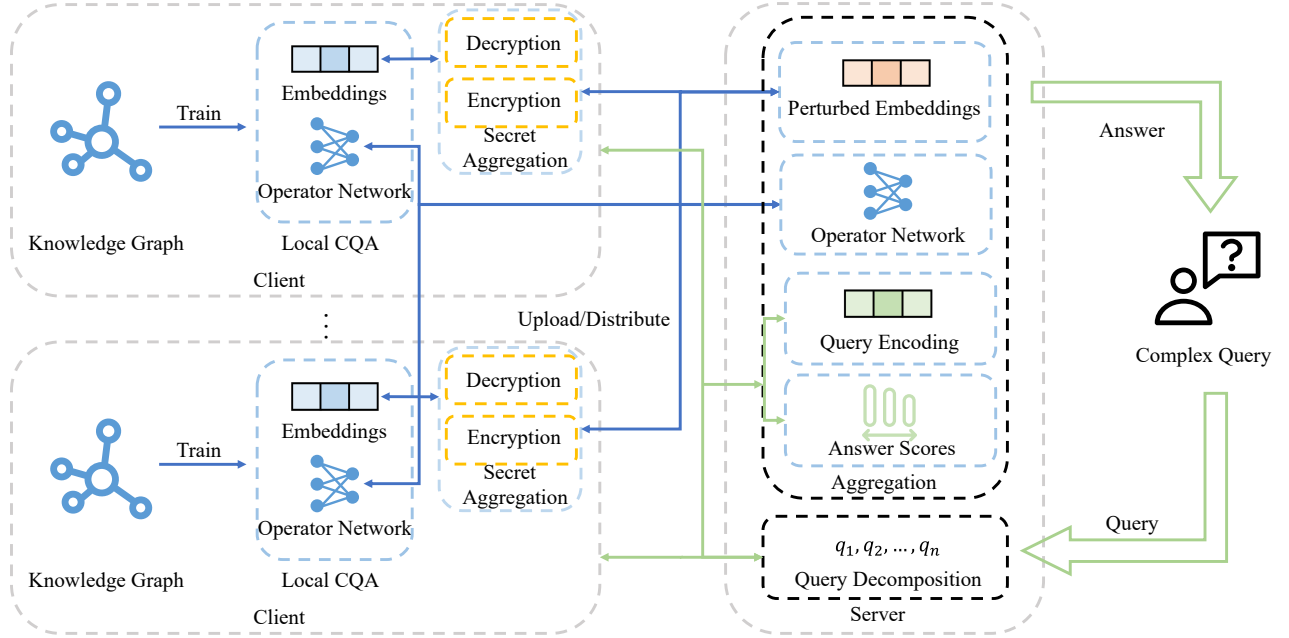 Decryption
Embeddings
Encryption
Train
Secret
Aggregation
Operator Network
Knowledge Graph
Local CQA
Client
⋮
Upload/Distribute
Decryption
Embeddings
Encryption
Train
Secret
Aggregation
Operator Network
Knowledge Graph
Local CQA
Client
Perturbed Embeddings
Operator Network
Query Encoding
Answer Scores
Aggregation
q₁, q₂, …, qₙ
Query Decomposition
Server
Answer
?
Complex Query
Query